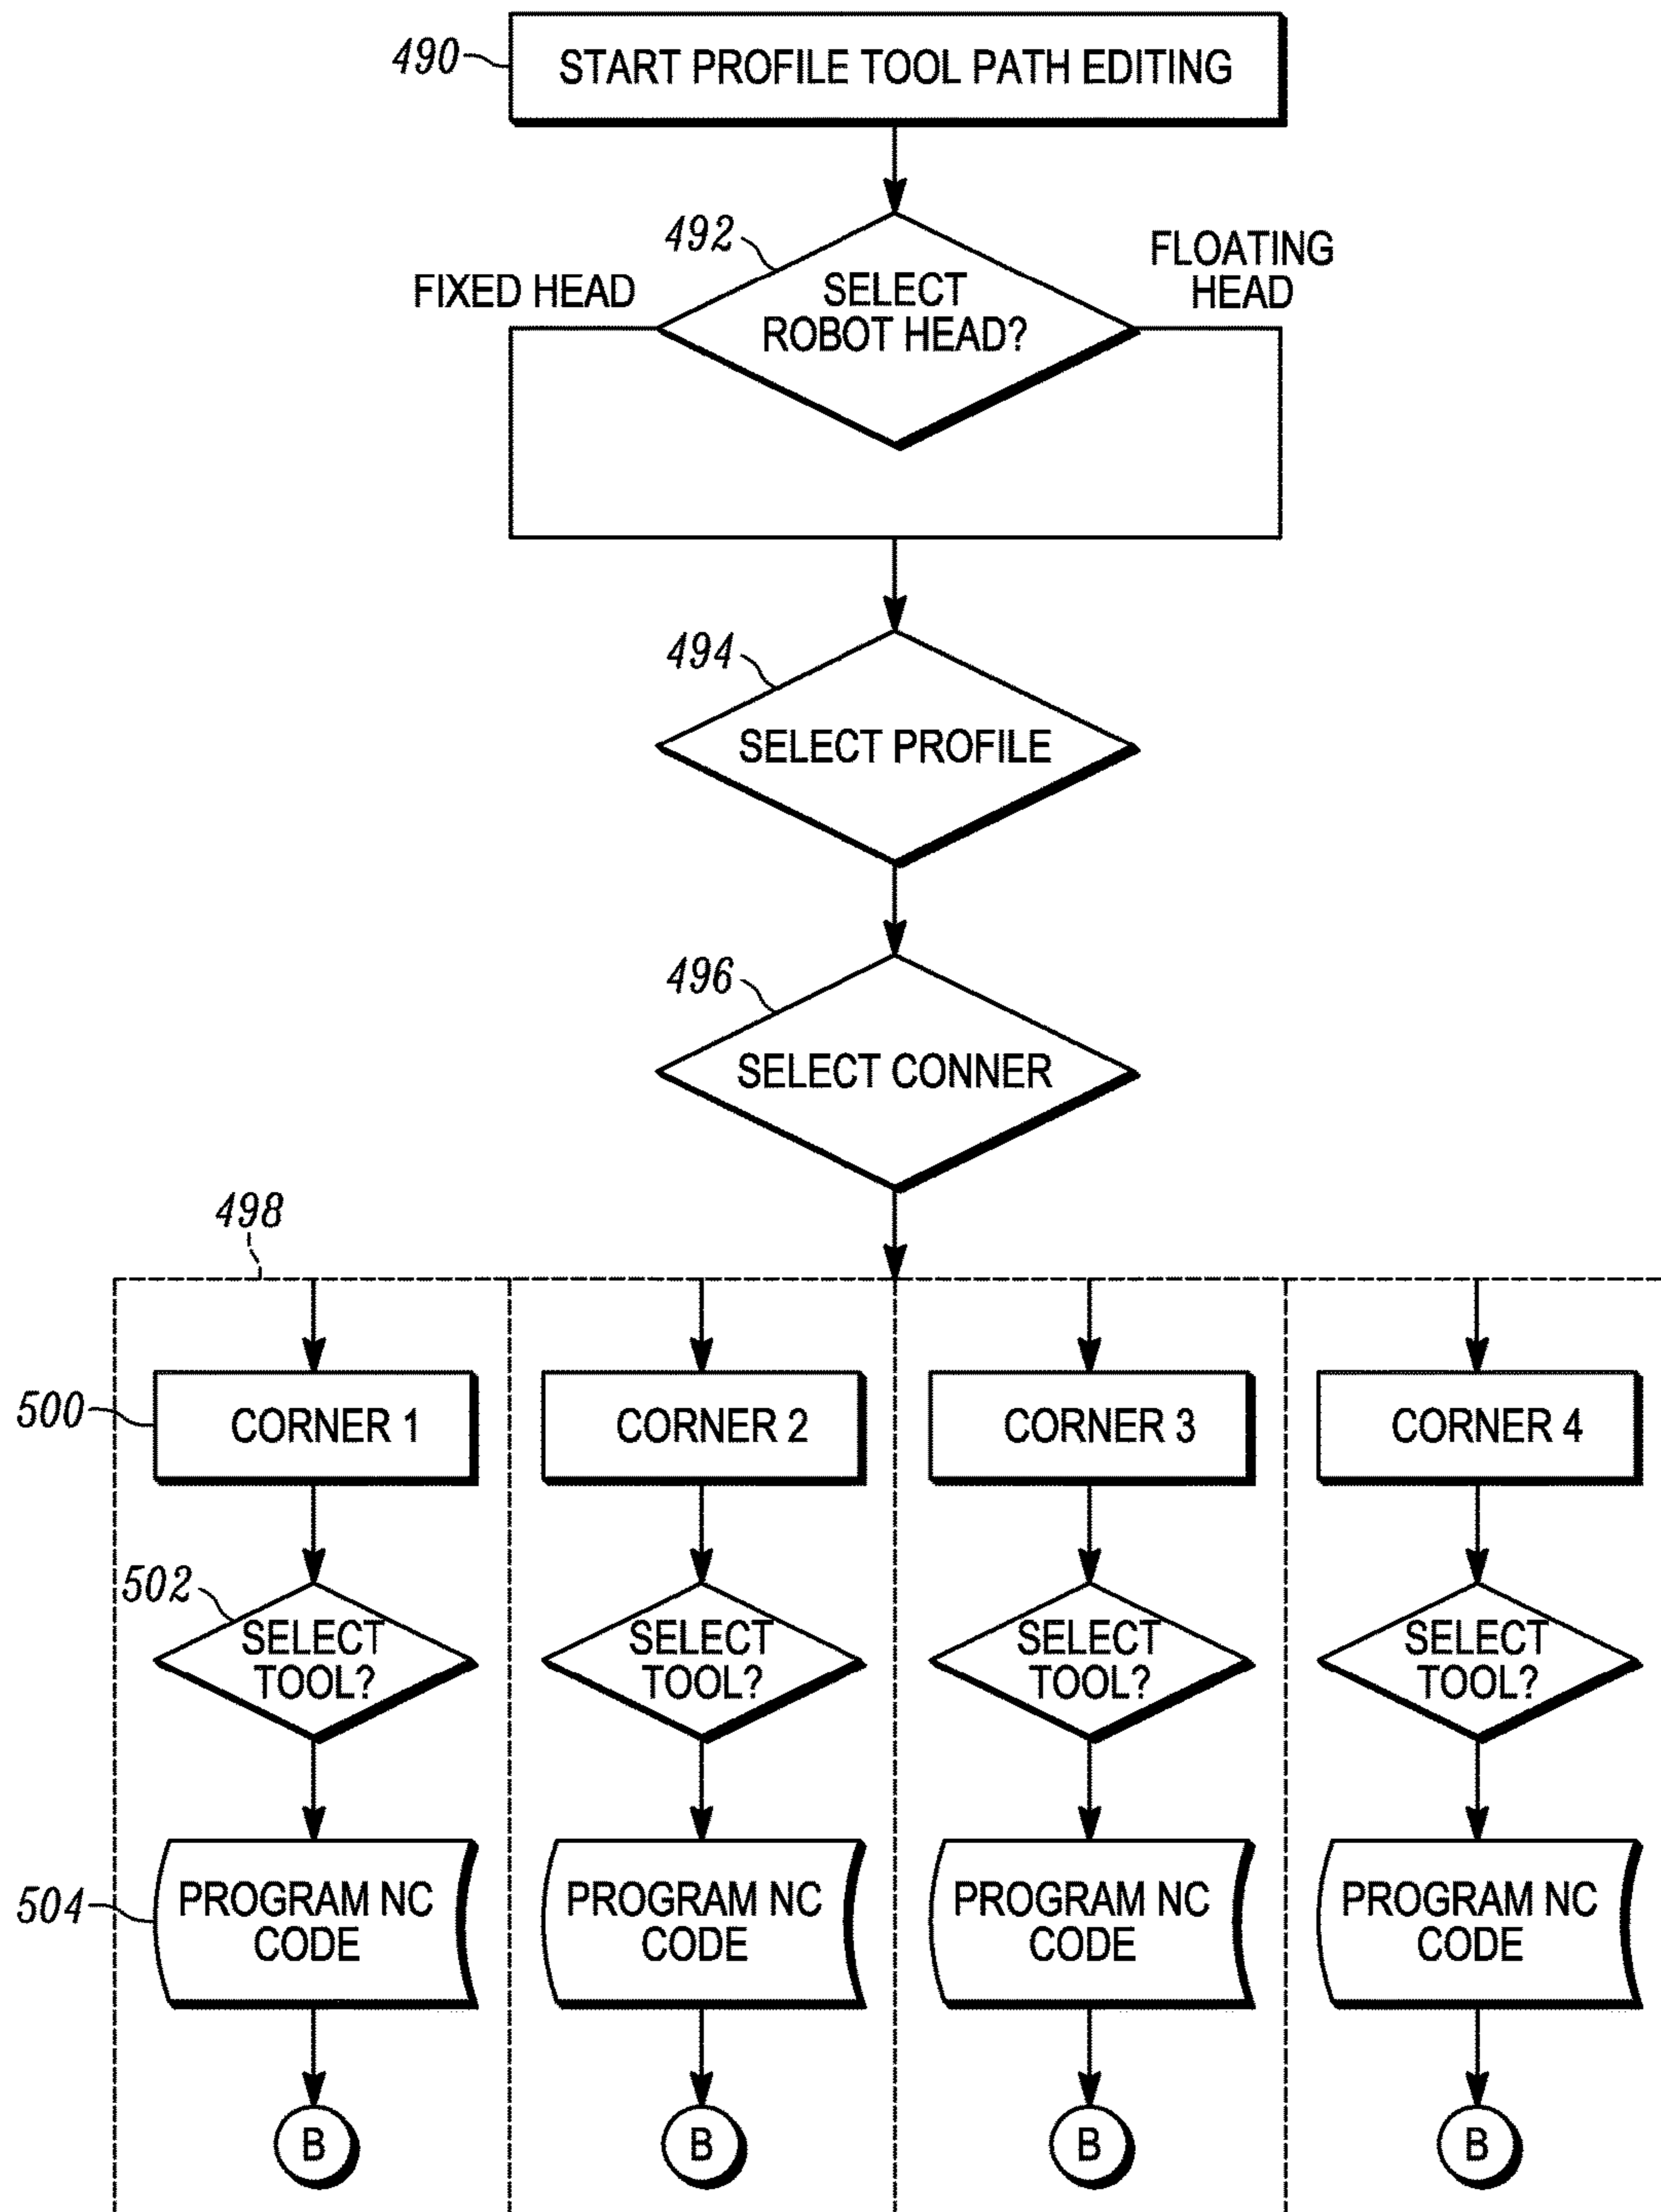 490
START PROFILE TOOL PATH EDITING
492
FIXED HEAD
SELECT
ROBOT HEAD?
FLOATING
HEAD
494
SELECT PROFILE
496
SELECT CONNER
498
500
CORNER 1
CORNER 2
CORNER 3
CORNER 4
502
SELECT
TOOL?
SELECT
TOOL?
SELECT
TOOL?
SELECT
TOOL?
504
PROGRAM NC
CODE
PROGRAM NC
CODE
PROGRAM NC
CODE
PROGRAM NC
CODE
B
B
B
B